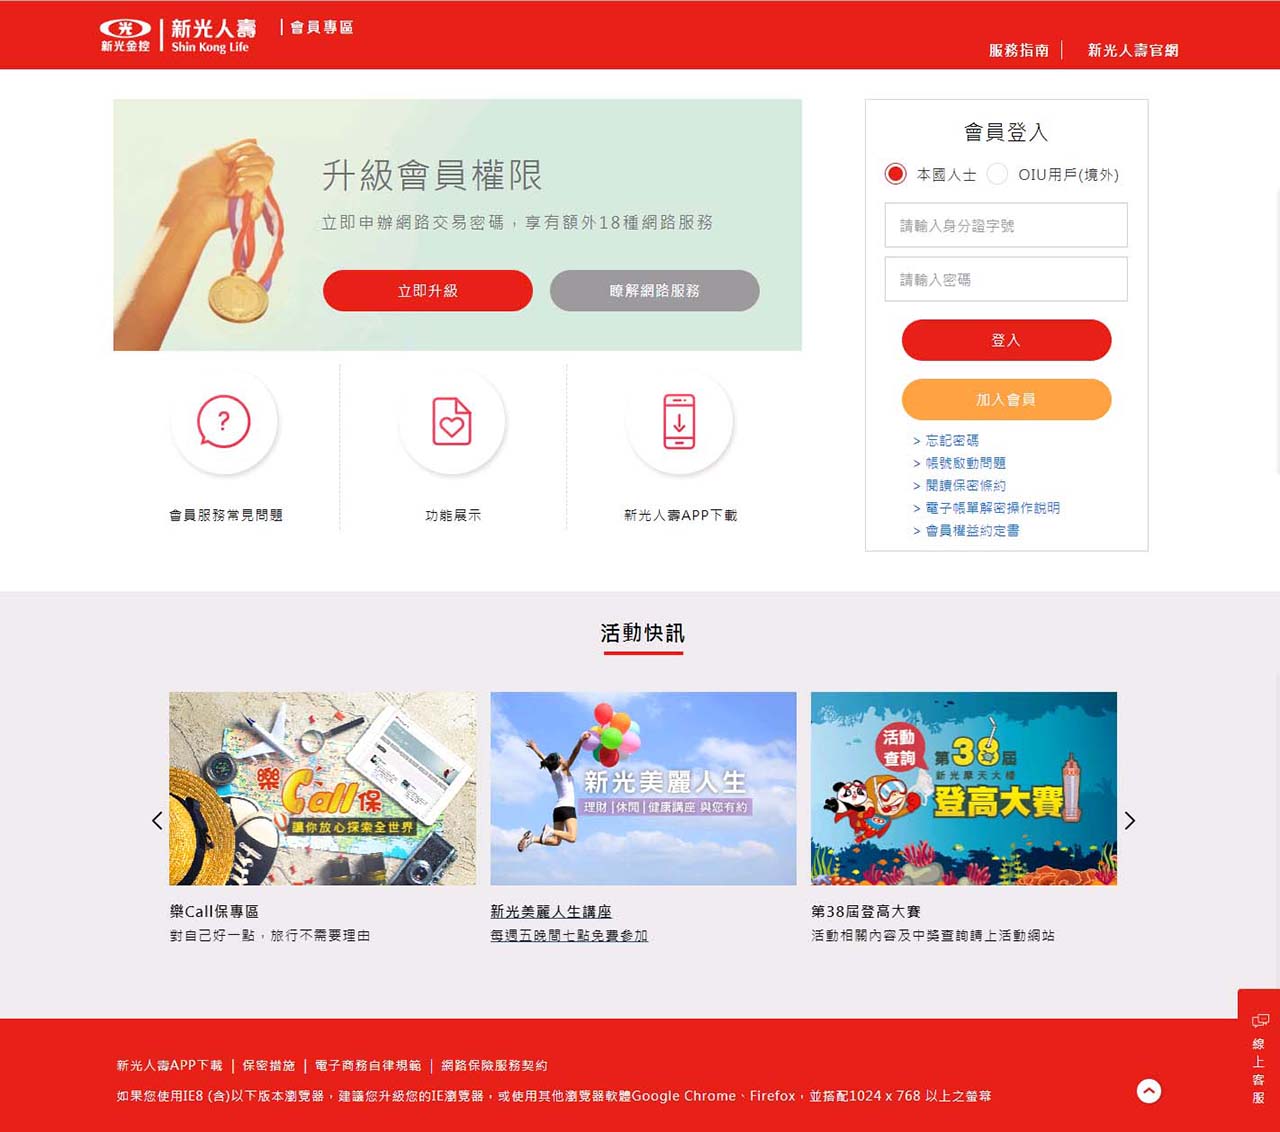 新光金控
新光人壽
Shin Kong Life
會員專區
服務指南
新光人壽官網
升級會員權限
立即申辦網路交易密碼，享有額外18種網路服務
立即升級
瞭解網路服務
會員登入
本國人士
OIU用戶(境外)
請輸入身分證字號
請輸入密碼
登入
加入會員
> 忘記密碼
> 帳號啟動問題
> 閱讀保密條約
> 電子帳單解密操作說明
> 會員權益約定書
會員服務常見問題
功能展示
新光人壽APP下載
活動快訊
樂Call保
讓你放心探索全世界
新光美麗人生
理財|休閒|健康講座 與您有約
活動
查詢
第38屆
新光摩天大樓
登高大賽
樂Call保專區
對自己好一點，旅行不需要理由
新光美麗人生講座
每週五晚間七點免費參加
第38屆登高大賽
活動相關內容及中獎查詢請上活動網站
線上客服
新光人壽APP下載 | 保密措施 | 電子商務自律規範 | 網路保險服務契約
如果您使用IE8 (含)以下版本瀏覽器，建議您升級您的IE瀏覽器，或使用其他瀏覽器軟體Google Chrome、Firefox，並搭配1024 x 768 以上之螢幕